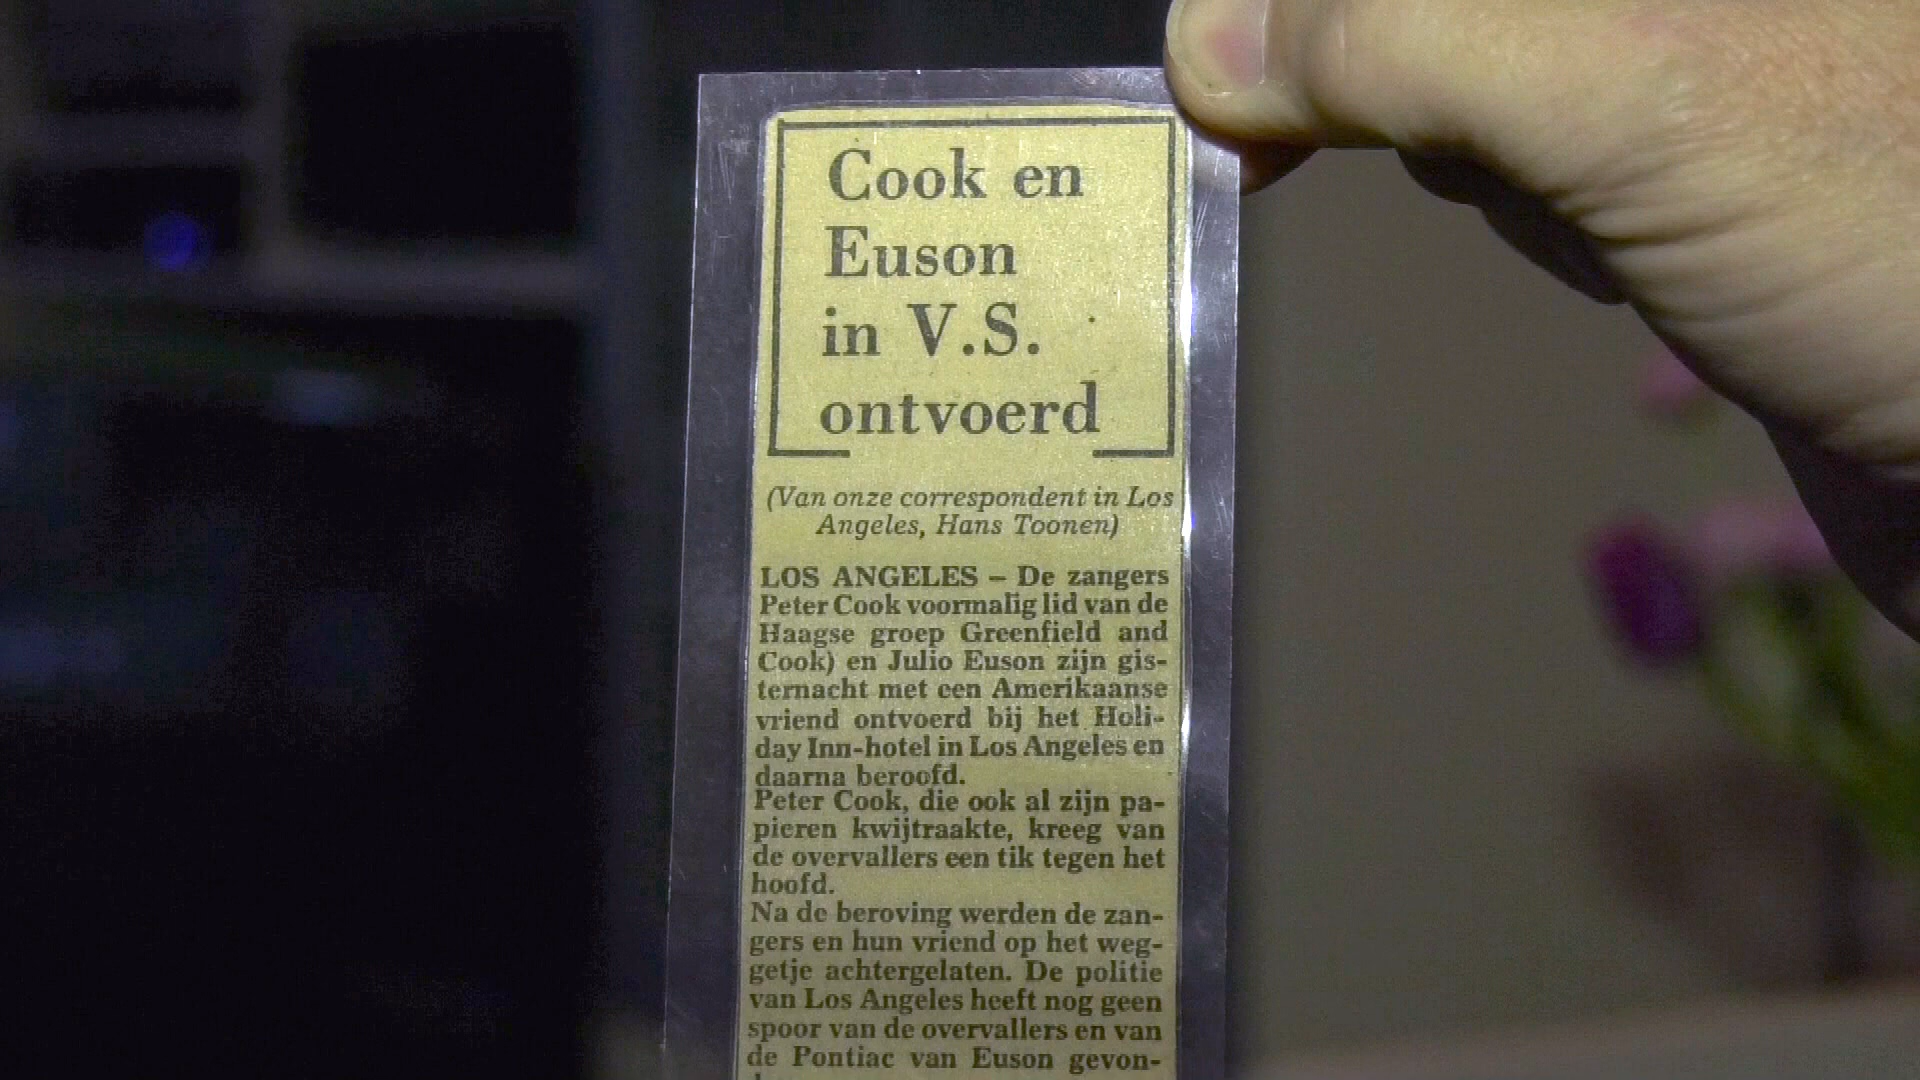 Cook en
Euson
in V.S.
ontvoerd
(Van onze correspondent in Los
Angeles, Hans Toonen)
LOS ANGELES – De zangers
Peter Cook voormalig lid van de
Haagse groep Greenfield and
Cook) en Julio Euson zijn gis-
ternacht met een Amerikaanse
vriend ontvoerd bij het Holi-
day Inn-hotel in Los Angeles en
daarna beroofd.
Peter Cook, die ook al zijn pa-
pieren kwijtraakte, kreeg van
de overvallers een tik tegen het
hoofd.
Na de beroving werden de zan-
gers en hun vriend op het weg-
getje achtergelaten. De politie
van Los Angeles heeft nog geen
spoor van de overvallers en van
de Pontiac van Euson gevon-